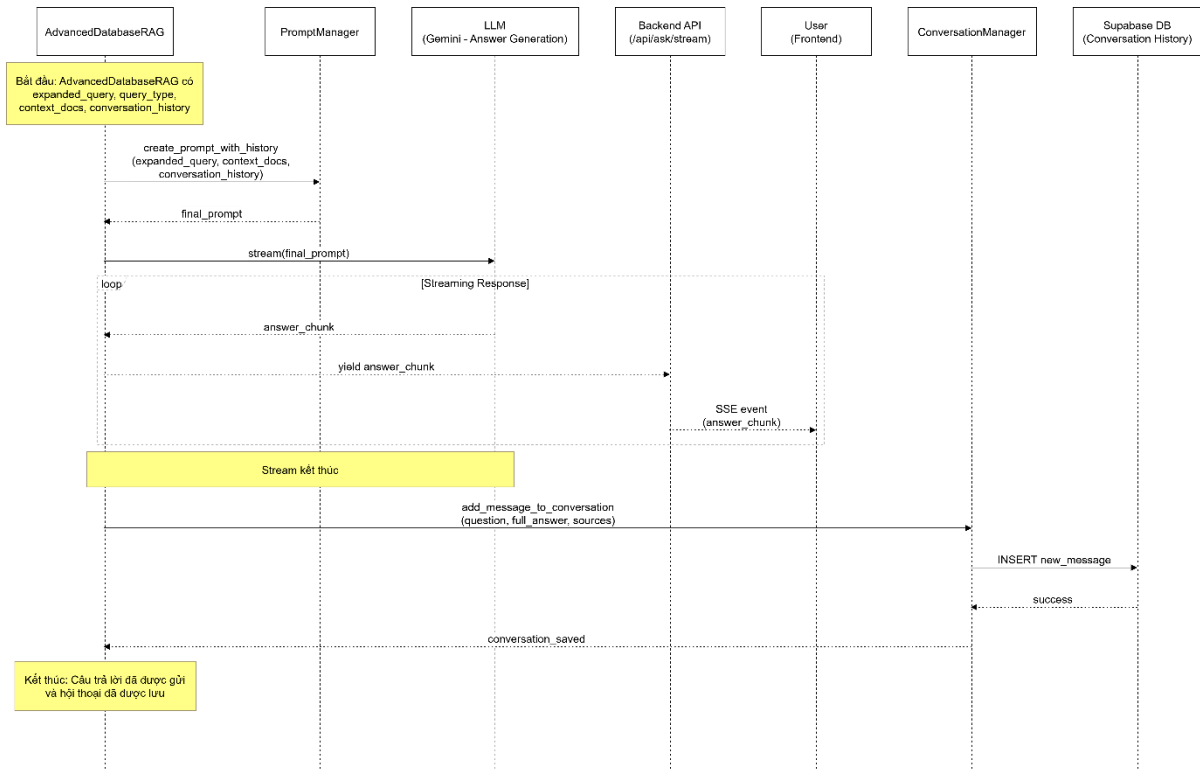 AdvancedDatabaseRAG
PromptManager
LLM
(Gemini - Answer Generation)
Backend API
(/api/ask/stream)
User
(Frontend)
ConversationManager
Supabase DB
(Conversation History)
Bắt đầu: AdvancedDatabaseRAG có
expanded_query, query_type,
context_docs, conversation_history
create_prompt_with_history
(expanded_query, context_docs,
conversation_history)
final_prompt
stream(final_prompt)
loop
[Streaming Response]
answer_chunk
yield answer_chunk
SSE event
(answer_chunk)
Stream kết thúc
add_message_to_conversation
(question, full_answer, sources)
INSERT new_message
success
conversation_saved
Kết thúc: Câu trả lời đã được gửi
và hội thoại đã được lưu